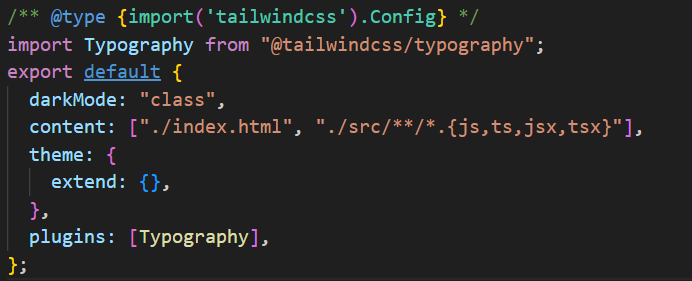 /** @type {import('tailwindcss').Config} */
import Typography from "@tailwindcss/typography";
export default {
  darkMode: "class",
  content: ["./index.html", "./src/**/*.{js,ts,jsx,tsx}"],
  theme: {
    extend: {},
  },
  plugins: [Typography],
};